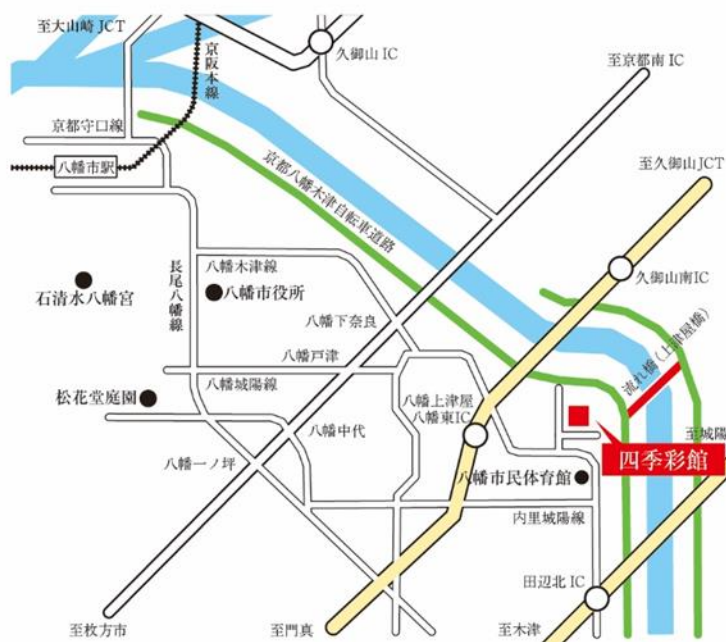 至大山崎JCT
京阪本線
久御山IC
至京都南IC
京都守口線
八幡市駅
京都八幡木津自転車道路
至久御山JCT
長尾八幡線
八幡木津線
石清水八幡宮
八幡市役所
久御山南IC
八幡下奈良
流れ橋(上津屋橋)
八幡戸津
八幡城陽線
松花堂庭園
八幡上津屋
八幡東IC
八幡中代
至城陽
四季彩館
八幡一ノ坪
八幡市民体育館
内里城陽線
田辺北IC
至枚方市
至門真
至木津